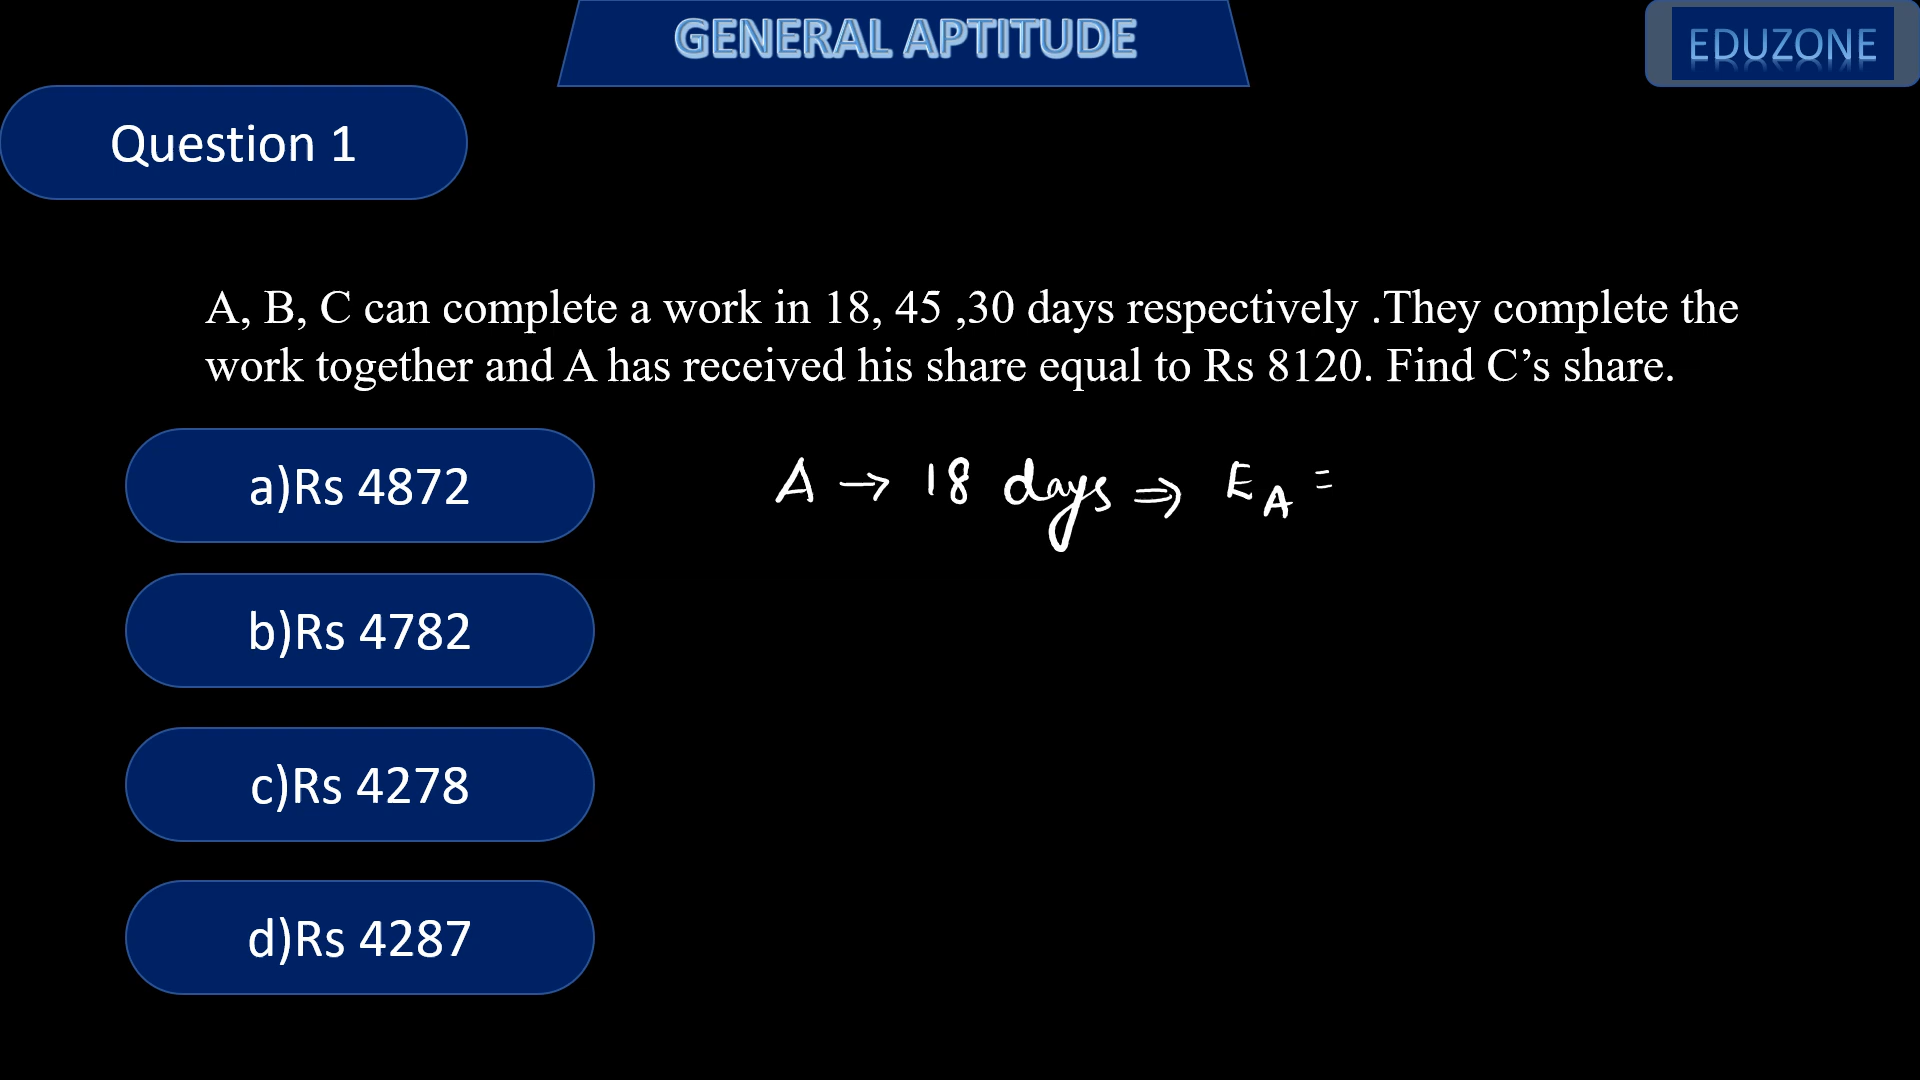 GENERAL APTITUDE
EDUZONE
Question 1
A, B, C can complete a work in 18, 45 ,30 days respectively .They complete the
work together and A has received his share equal to Rs 8120. Find C’s share.
a)Rs 4872
A → 18 days ⇒ E_A =
b)Rs 4782
c)Rs 4278
d)Rs 4287